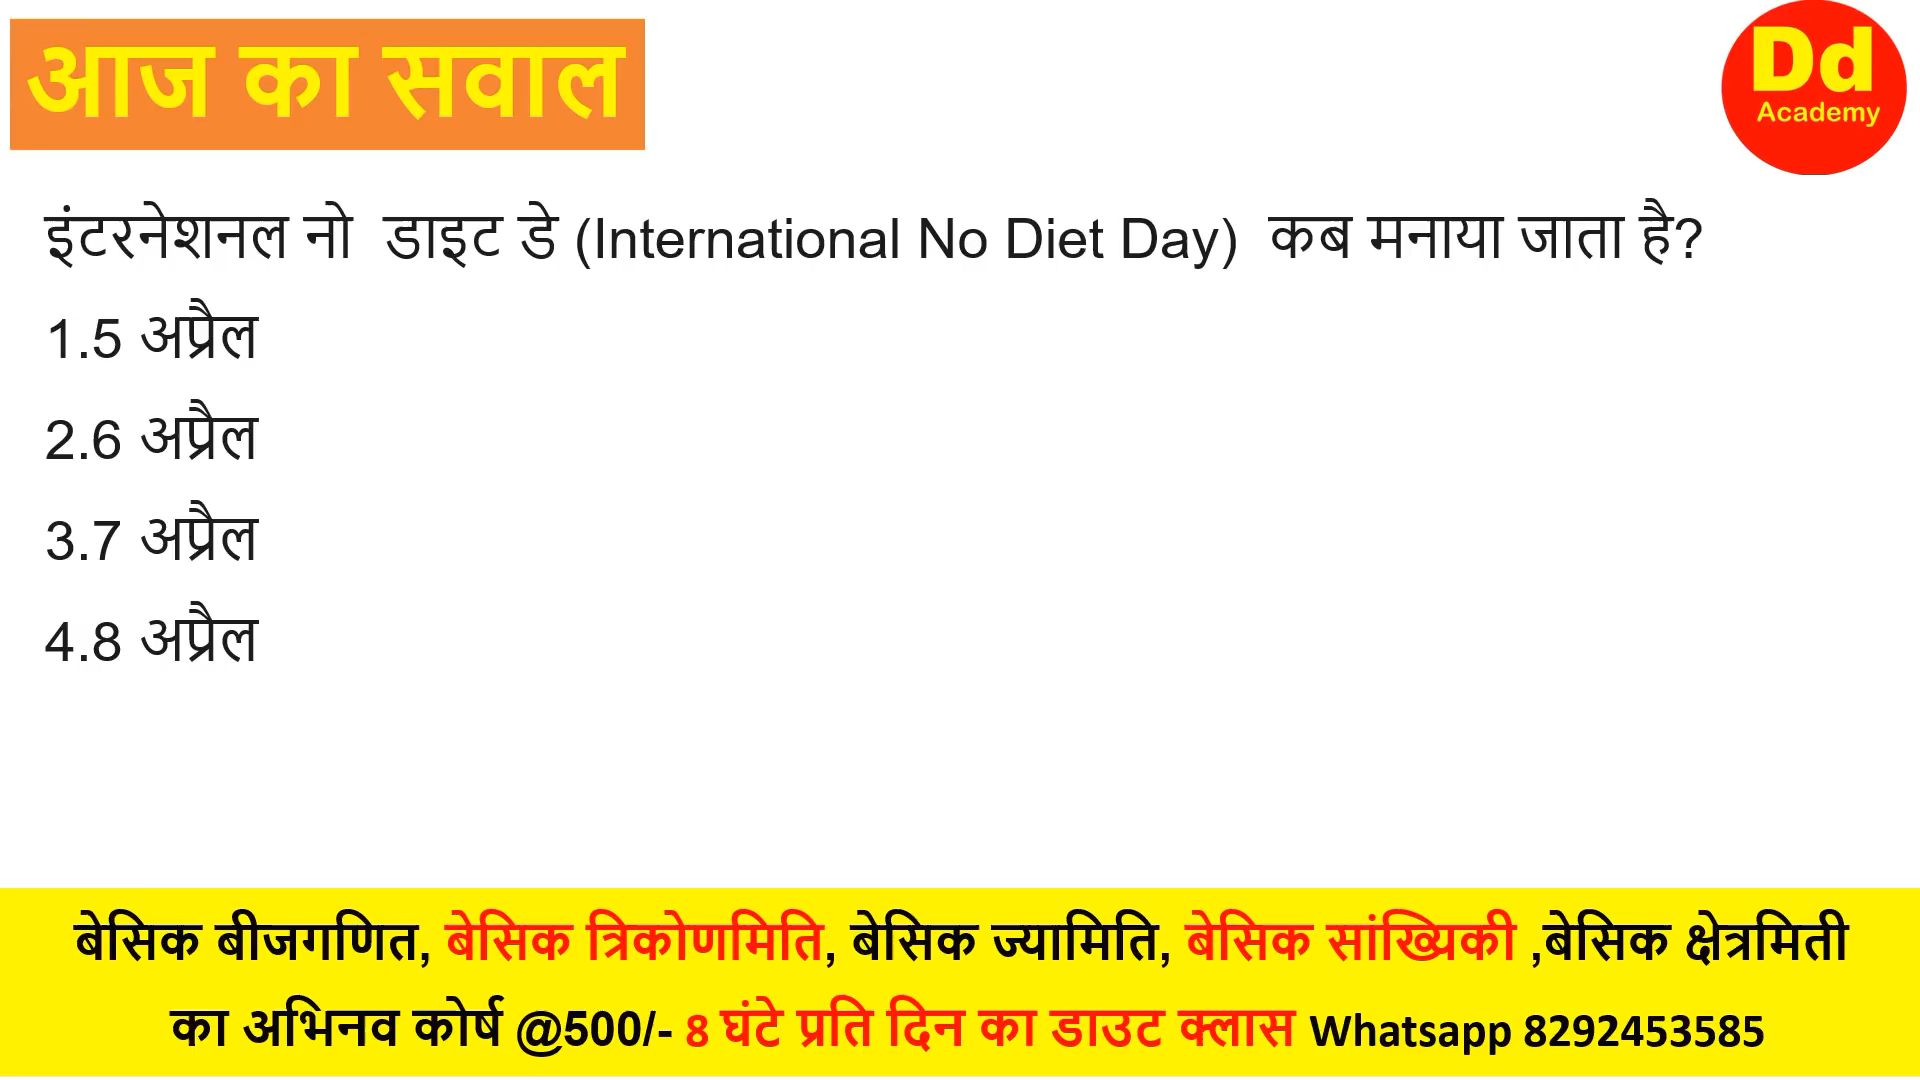 आज का सवाल
Dd
Academy
इंटरनेशनल नो डाइट डे (International No Diet Day) कब मनाया जाता है?
1.5 अप्रैल
2.6 अप्रैल
3.7 अप्रैल
4.8 अप्रैल
बेसिक बीजगणित, बेसिक त्रिकोणमिति, बेसिक ज्यामिति, बेसिक सांख्यिकी ,बेसिक क्षेत्रमिती
का अभिनव कोर्ष @500/- 8 घंटे प्रति दिन का डाउट क्लास Whatsapp 8292453585